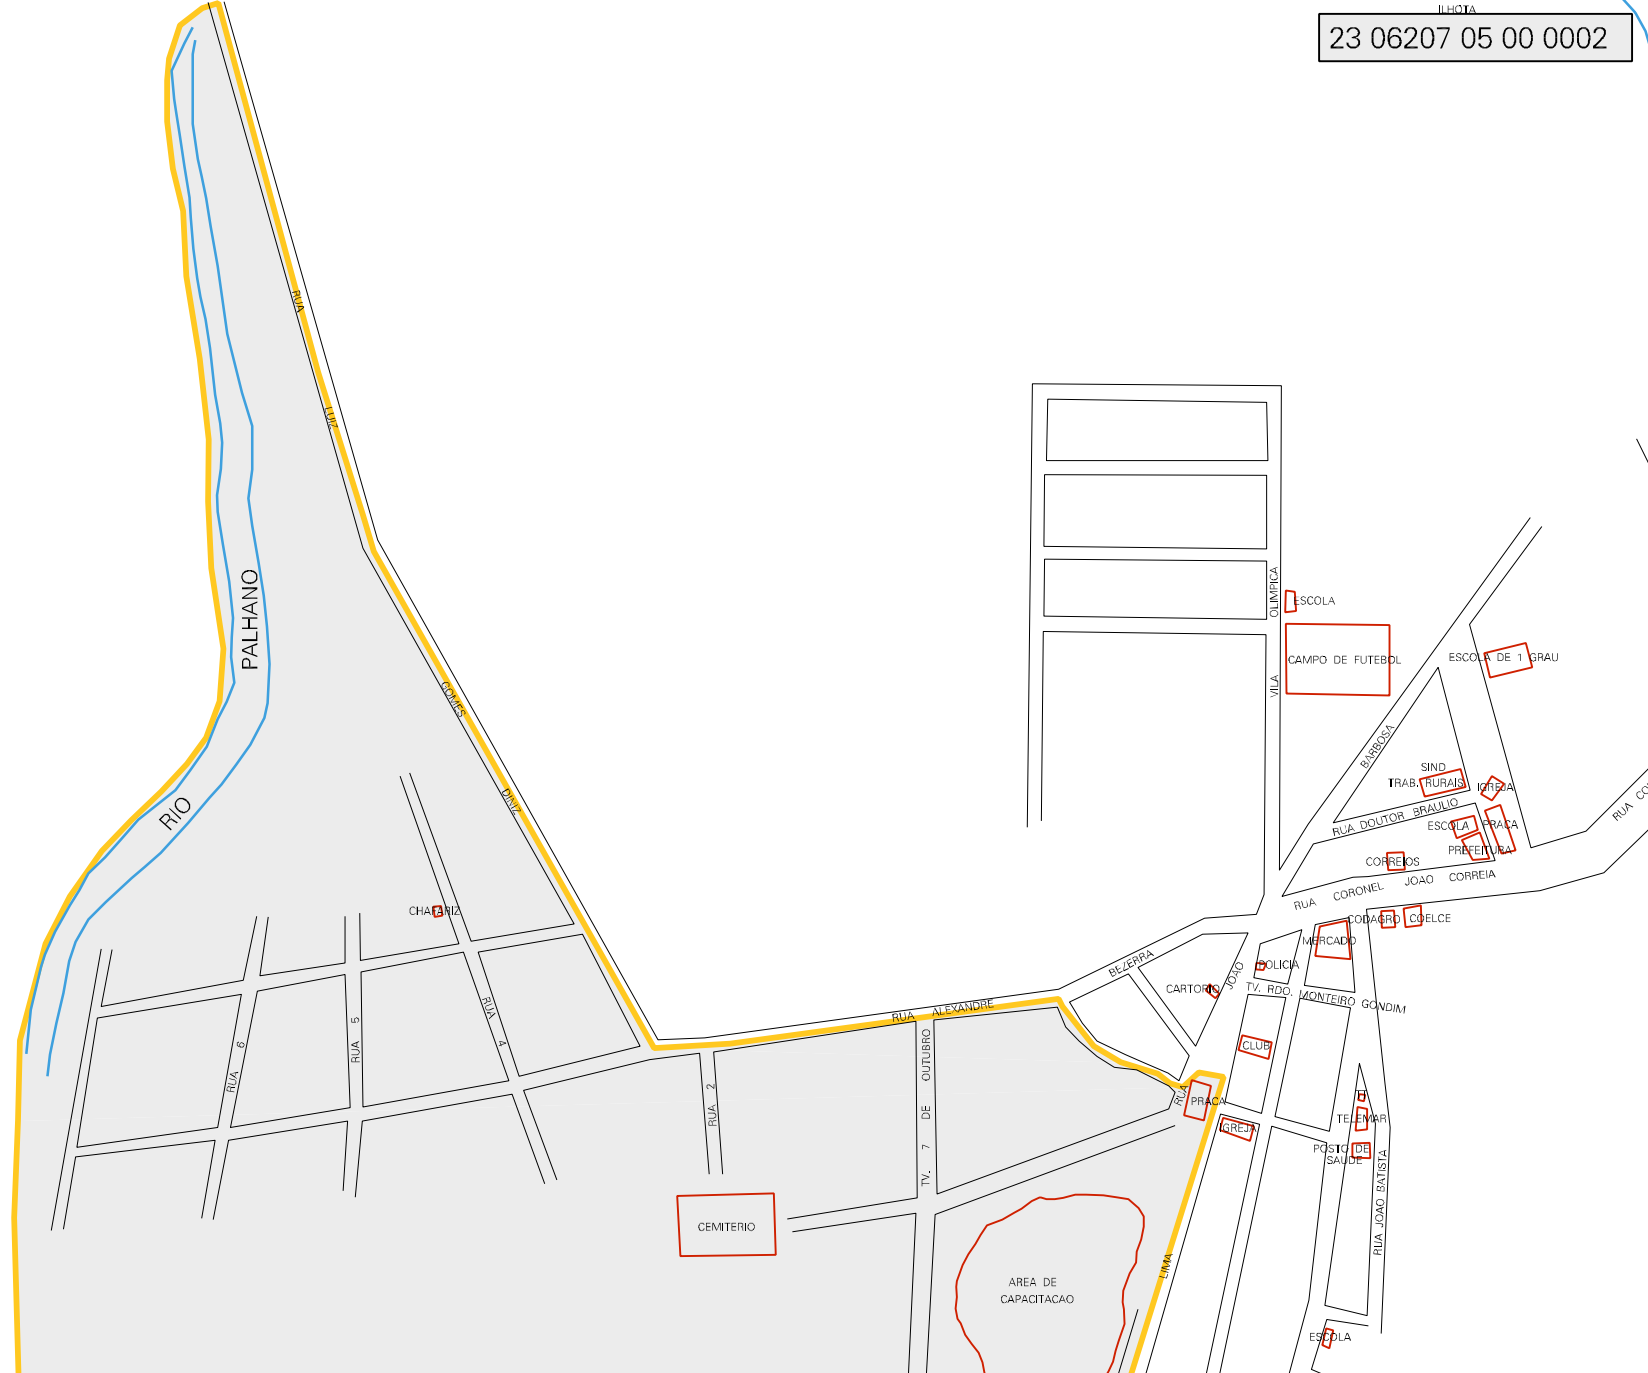 ILHOTA
23 06207 05 00 0002
RUA
LUIZ
GOMES
DINIZ
RIO
PALHANO
CHAFARIZ
RUA 6
RUA 5
RUA 4
RUA 2
CEMITERIO
TV. 7 DE OUTUBRO
RUA ALEXANDRE
BEZERRA
AREA DE
CAPACITACAO
VILA
OLIMPICA
ESCOLA
CAMPO DE FUTEBOL
BARBOSA
ESCOLA DE 1 GRAU
SIND
TRAB. RURAIS
IGREJA
RUA DOUTOR BRAULIO
ESCOLA
PRACA
PREFEITURA
CORREIOS
RUA CORONEL JOAO CORREIA
RUA CO
CODAGRO
COELCE
MERCADO
POLICIA
CARTORIO
TV. RDO. MONTEIRO GONDIM
CLUB
RUA
JOAO
LIMA
PRACA
IGREJA
TELEMAR
POSTO DE
SAUDE
RUA JOAO BATISTA
ESCOLA